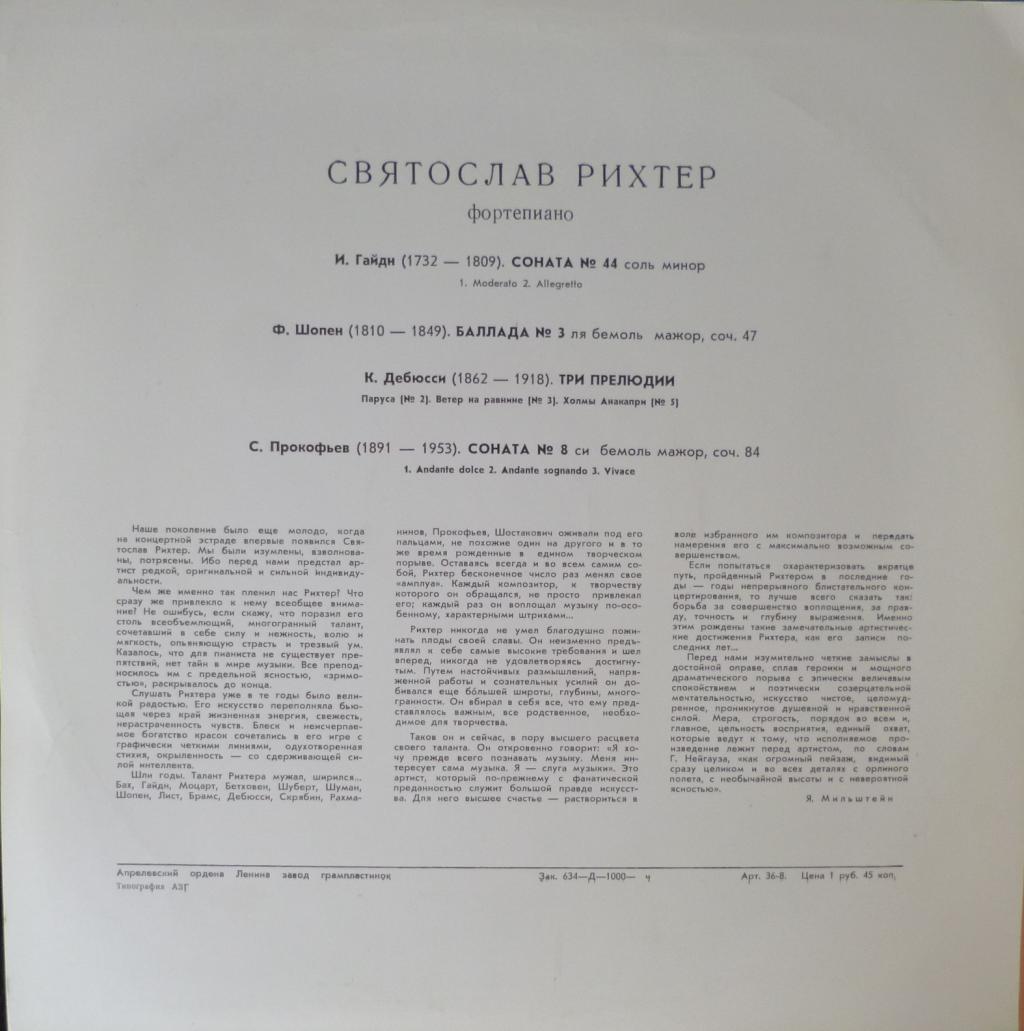 СВЯТОСЛАВ РИХТЕР
фортепиано
И. Гайдн (1732 — 1809). СОНАТА № 44 соль минор
1. Moderato 2. Allegretto
Ф. Шопен (1810 — 1849). БАЛЛАДА № 3 ля бемоль мажор, соч. 47
К. Дебюсси (1862 — 1918). ТРИ ПРЕЛЮДИИ
Паруса (№ 2). Ветер на равнине (№ 3). Холмы Анакапри (№ 5)
С. Прокофьев (1891 — 1953). СОНАТА № 8 си бемоль мажор, соч. 84
1. Andante dolce 2. Andante sognando 3. Vivace
Наше поколение было еще молодо, когда
на концертной эстраде впервые появился Свя-
тослав Рихтер. Мы были изумлены, взволнова-
ны, потрясены. Ибо перед нами предстал ар-
тист редкой, оригинальной и сильной индивиду-
альности.
Чем же именно так пленил нас Рихтер? Что
сразу же привлекло к нему всеобщее внима-
ние? Не ошибусь, если скажу, что поразил его
столь всеобъемлющий, многогранный талант,
сочетавший в себе силу и нежность, волю и
мягкость, опьяняющую страсть и трезвый ум.
Казалось, что для пианиста не существует пре-
пятствий, нет тайн в мире музыки. Все препод-
носилось им с предельной ясностью, «зримо-
стью», раскрывалось до конца.
Слушать Рихтера уже в те годы было вели-
кой радостью. Его искусство переполняла бью-
щая через край жизненная энергия, свежесть,
нерастраченность чувств. Блеск и неисчерпае-
мое богатство красок сочетались в его игре с
графически четкими линиями, одухотворенная
стихия, окрыленность — со сдерживающей си-
лой интеллекта.
Шли годы. Талант Рихтера мужал, ширился...
Бах, Гайдн, Моцарт, Бетховен, Шуберт, Шуман,
Шопен, Лист, Брамс, Дебюсси, Скрябин, Рахма-
нинов, Прокофьев, Шостакович оживали под его
пальцами, не похожие один на другого и в то
же время рожденные в едином творческом
порыве. Оставаясь всегда и во всем самим со-
бой, Рихтер бесконечное число раз менял свое
«амплуа». Каждый композитор, к творчеству
которого он обращался, не просто привлекал
его; каждый раз он воплощал музыку по-осо-
бенному, характерными штрихами...
Рихтер никогда не умел благодушно пожи-
нать плоды своей славы. Он неизменно предъ-
являл к себе самые высокие требования и шел
вперед, никогда не удовлетворяясь достигну-
тым. Путем настойчивых размышлений, напря-
женной работы и сознательных усилий он до-
бивался еще бо́льшей широты, глубины, много-
гранности. Он вбирал в себя все, что ему пред-
ставлялось важным, все родственное, необхо-
димое для творчества.
Таков он и сейчас, в пору высшего расцвета
своего таланта. Он откровенно говорит: «Я хо-
чу прежде всего познавать музыку. Меня ин-
тересует сама музыка. Я — слуга музыки». Это
артист, который по-прежнему с фанатической
преданностью служит большой правде искусст-
ва. Для него высшее счастье — раствориться в
воле избранного им композитора и передать
намерения его с максимально возможным со-
вершенством.
Если попытаться охарактеризовать вкратце
путь, пройденный Рихтером в последние го-
ды — годы непрерывного блистательного кон-
цертирования, то лучше всего сказать так:
борьба за совершенство воплощения, за прав-
ду, точность и глубину выражения. Именно
этим рождены такие замечательные артистичес-
кие достижения Рихтера, как его записи по-
следних лет...
Перед нами изумительно четкие замыслы в
достойной оправе, сплав героики и мощного
драматического порыва с эпически величавым
спокойствием и поэтически созерцательной
мечтательностью, искусство чистое, целомуд-
ренное, проникнутое душевной и нравственной
силой. Мера, строгость, порядок во всем и,
главное, цельность восприятия, единый охват,
которые ведут к тому, что исполняемое про-
изведение лежит перед артистом, по словам
Г. Нейгауза, «как огромный пейзаж, видимый
сразу целиком и во всех деталях с орлиного
полета, с необычайной высоты и с невероятной
ясностью».
Я. Мильштейн
Апрелевский ордена Ленина завод грампластинок
Типография АЗГ
Зак. 634—Д—1000— ч
Арт. 36-8. Цена 1 руб. 45 коп.